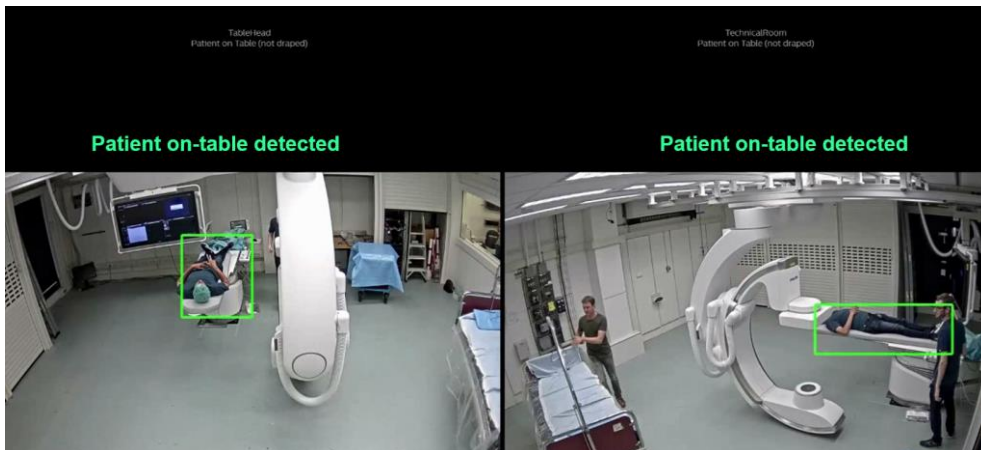 TableHead
Patient on Table (not draped)
Patient on-table detected
TechnicalRoom
Patient on Table (not draped)
Patient on-table detected